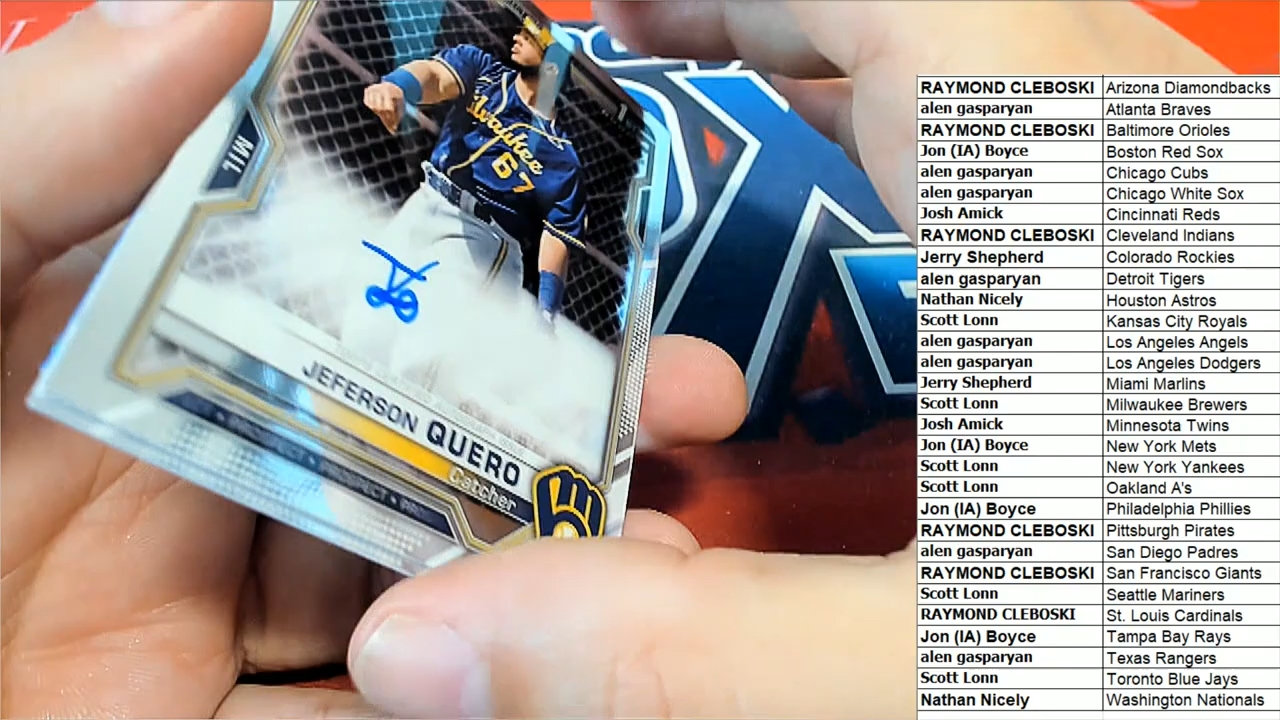 MIL
Milwaukee
67
JEFERSON QUERO
Catcher
RAYMOND CLEBOSKI Arizona Diamondbacks
alen gasparyan Atlanta Braves
RAYMOND CLEBOSKI Baltimore Orioles
Jon (IA) Boyce Boston Red Sox
alen gasparyan Chicago Cubs
alen gasparyan Chicago White Sox
Josh Amick Cincinnati Reds
RAYMOND CLEBOSKI Cleveland Indians
Jerry Shepherd Colorado Rockies
alen gasparyan Detroit Tigers
Nathan Nicely Houston Astros
Scott Lonn Kansas City Royals
alen gasparyan Los Angeles Angels
alen gasparyan Los Angeles Dodgers
Jerry Shepherd Miami Marlins
Scott Lonn Milwaukee Brewers
Josh Amick Minnesota Twins
Jon (IA) Boyce New York Mets
Scott Lonn New York Yankees
Scott Lonn Oakland A's
Jon (IA) Boyce Philadelphia Phillies
RAYMOND CLEBOSKI Pittsburgh Pirates
alen gasparyan San Diego Padres
RAYMOND CLEBOSKI San Francisco Giants
Scott Lonn Seattle Mariners
RAYMOND CLEBOSKI St. Louis Cardinals
Jon (IA) Boyce Tampa Bay Rays
alen gasparyan Texas Rangers
Scott Lonn Toronto Blue Jays
Nathan Nicely Washington Nationals